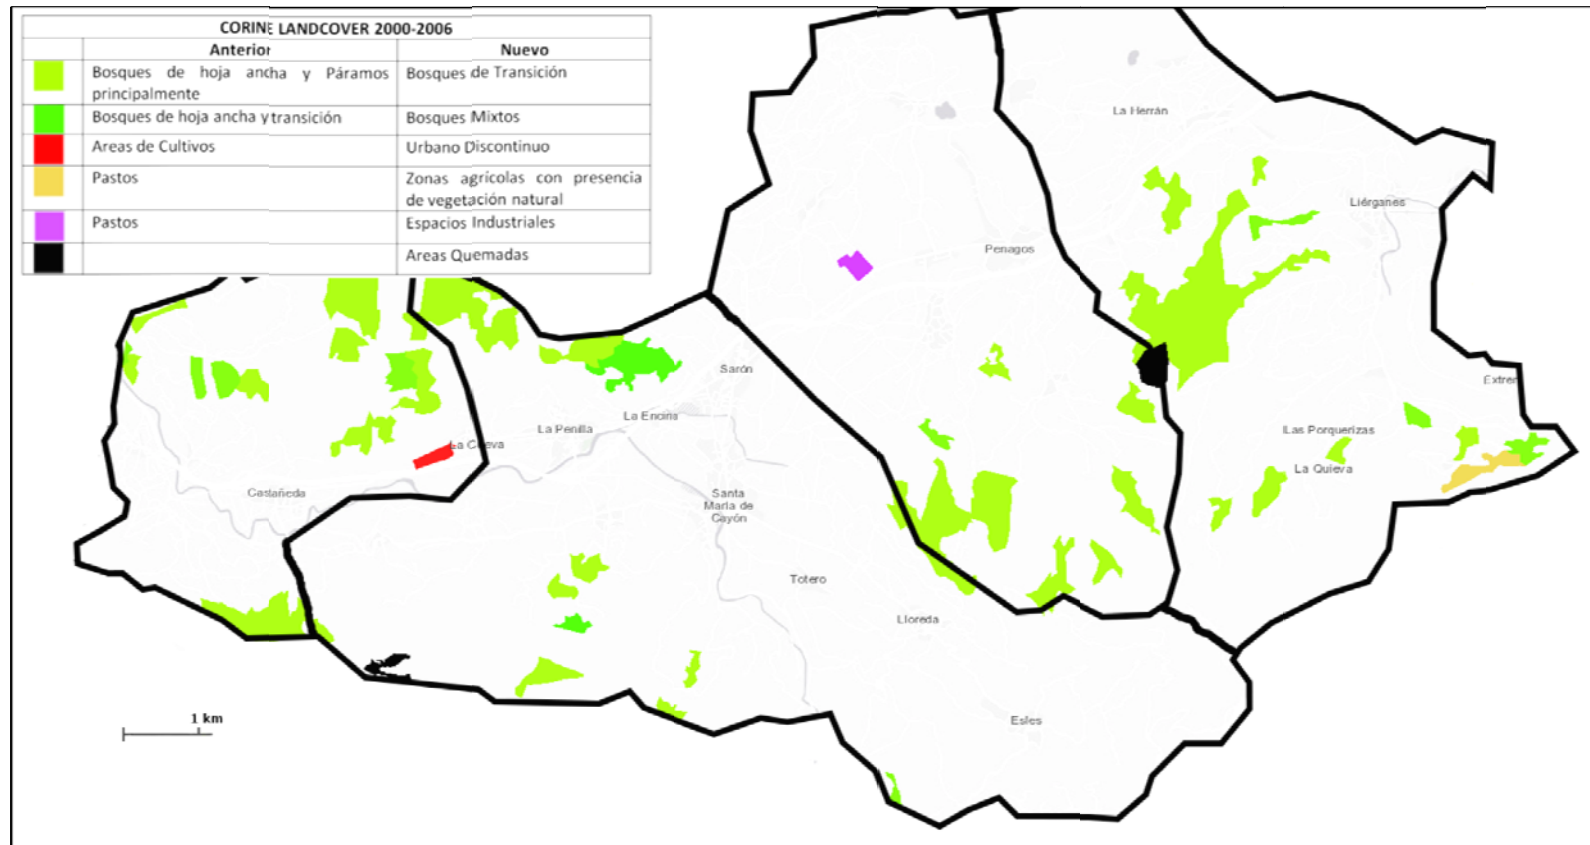 CORINE LANDCOVER 2000-2006
Anterior Nuevo
Bosques de hoja ancha y Páramos
principalmente
Bosques de Transición
Bosques de hoja ancha y transición Bosques Mixtos
Areas de Cultivos Urbano Discontinuo
Pastos
Zonas agrícolas con presencia
de vegetación natural
Pastos Espacios Industriales
Areas Quemadas
La Herrán
Liérganes
Penagos
Sarón
Extrer
La Encina
La Penilla
La Cueva
Las Porquerizas
La Quieva
Castañeda
Santa
María de
Cayón
Totero
Lloreda
Esles
1 km